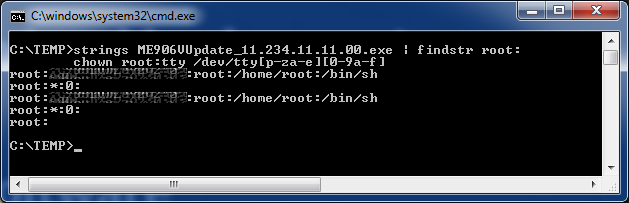 C:\windows\system32\cmd.exe
C:\TEMP>strings ME906VUpdate_11.234.11.11.00.exe | findstr root:
chown root:tty /dev/tty[p-za-e][0-9a-f]
root: :root:/home/root:/bin/sh
root:*:0:
root: :root:/home/root:/bin/sh
root:*:0:
root:
C:\TEMP>_